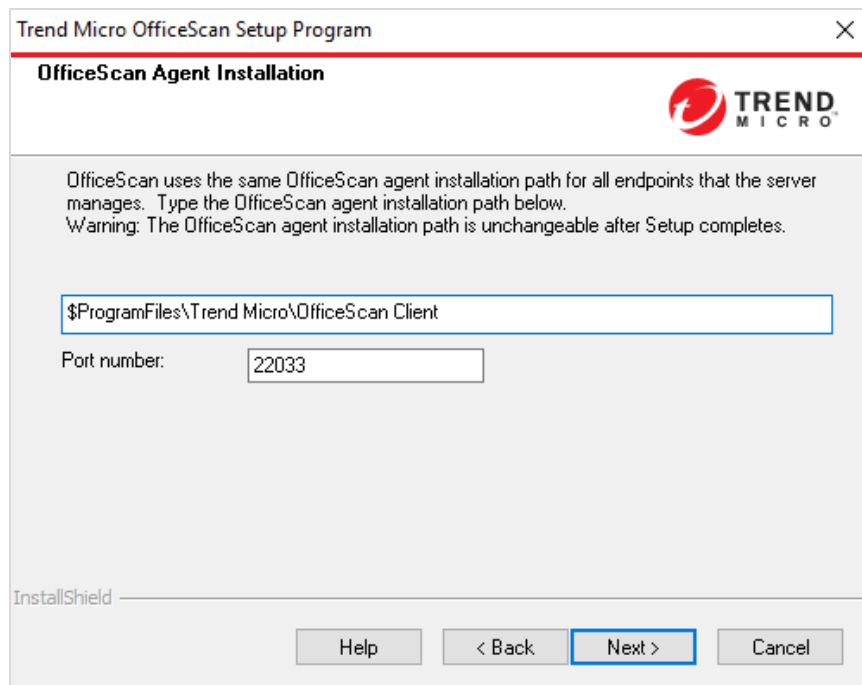 Trend Micro OfficeScan Setup Program
OfficeScan Agent Installation
TREND
MICRO
OfficeScan uses the same OfficeScan agent installation path for all endpoints that the server
manages.  Type the OfficeScan agent installation path below.
Warning: The OfficeScan agent installation path is unchangeable after Setup completes.
$ProgramFiles\Trend Micro\OfficeScan Client
Port number:
22033
InstallShield
Help
< Back
Next >
Cancel